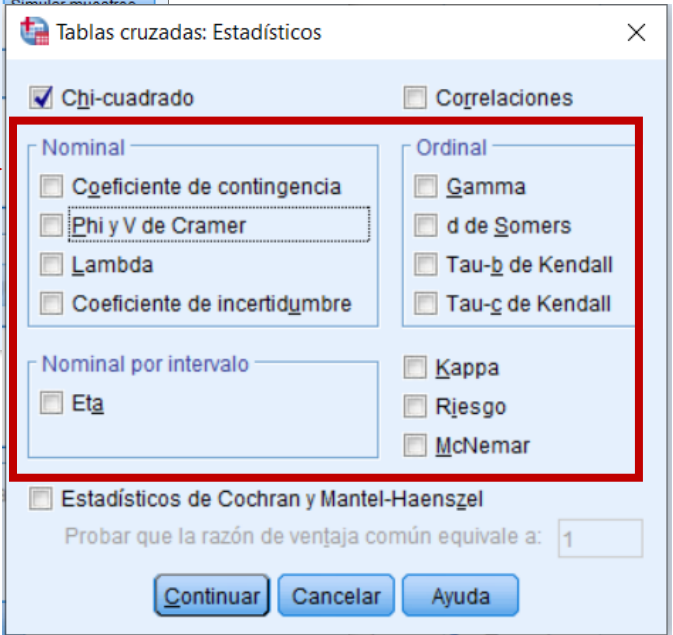 Simular muestreo
Tablas cruzadas: Estadísticos
Chi-cuadrado
Correlaciones
Nominal
Coeficiente de contingencia
Phi y V de Cramer
Lambda
Coeficiente de incertidumbre
Ordinal
Gamma
d de Somers
Tau-b de Kendall
Tau-c de Kendall
Nominal por intervalo
Eta
Kappa
Riesgo
McNemar
Estadísticos de Cochran y Mantel-Haenszel
Probar que la razón de ventaja común equivale a: 1
Continuar Cancelar Ayuda